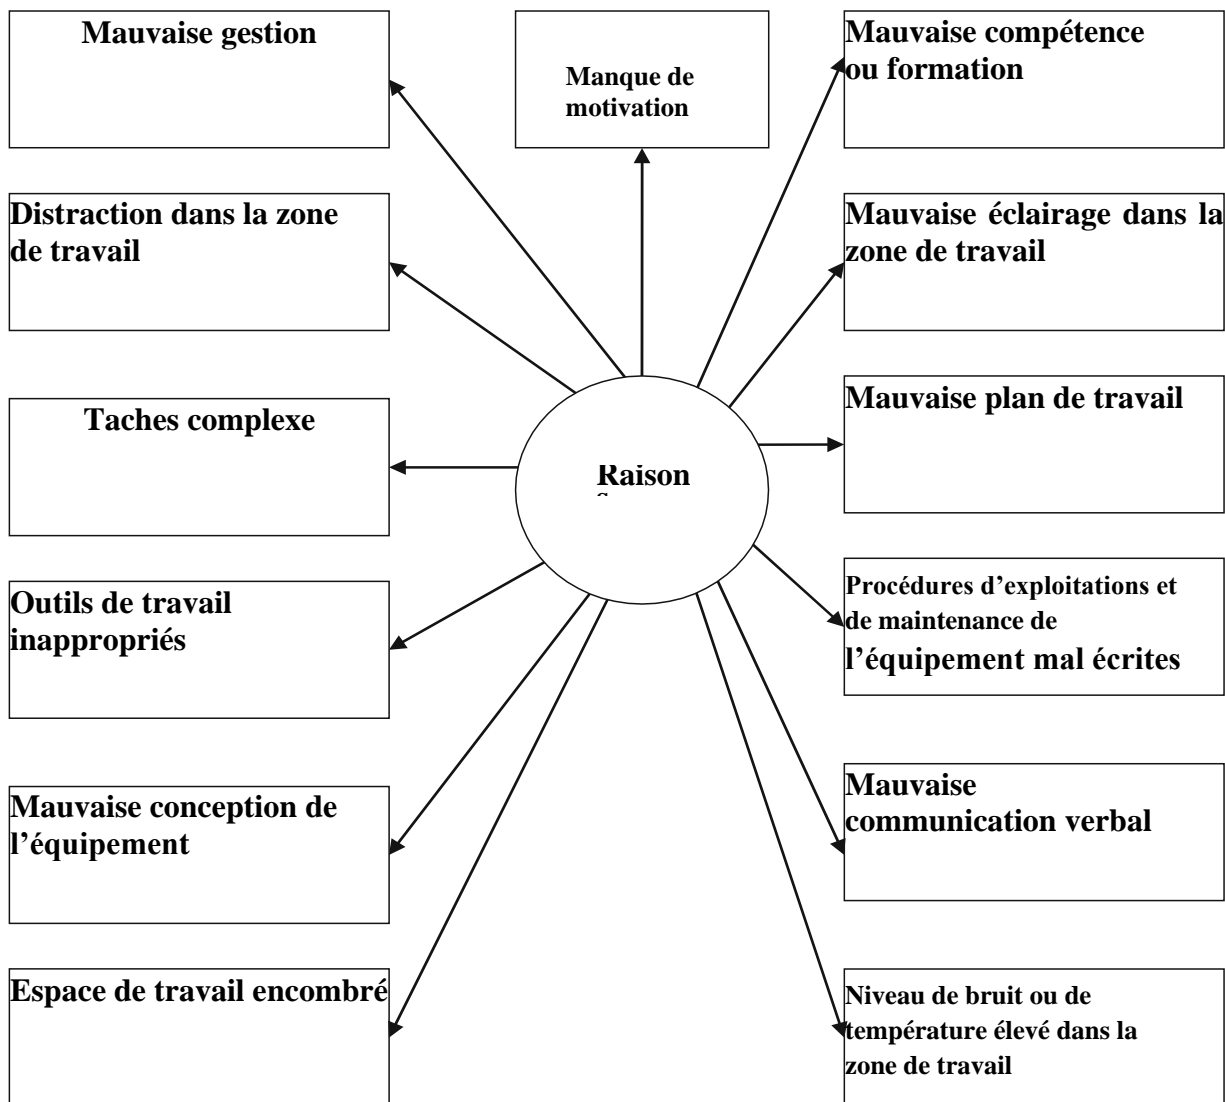 Mauvaise gestion
Manque de
motivation
Mauvaise compétence
ou formation
Distraction dans la zone
de travail
Mauvaise éclairage dans la
zone de travail
Taches complexe
Mauvaise plan de travail
Raison
Outils de travail
inappropriés
Procédures d’exploitations et
de maintenance de
l’équipement mal écrites
Mauvaise conception de
l’équipement
Mauvaise
communication verbal
Espace de travail encombré
Niveau de bruit ou de
température élevé dans la
zone de travail